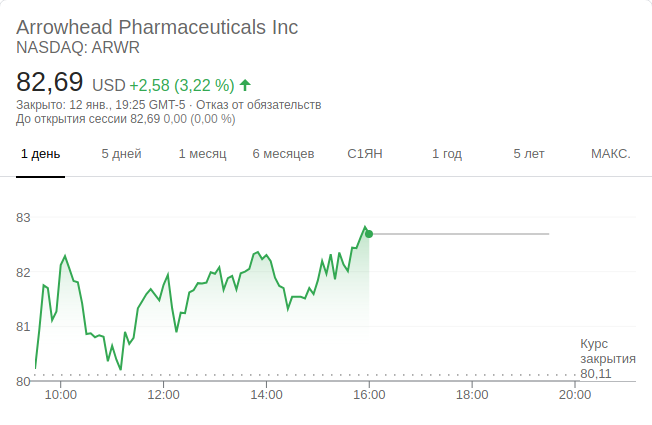 Arrowhead Pharmaceuticals Inc
NASDAQ: ARWR
82,69 USD +2,58 (3,22 %)
Закрыто: 12 янв., 19:25 GMT-5 · Отказ от обязательств
До открытия сессии 82,69 0,00 (0,00 %)
1 день 5 дней 1 месяц 6 месяцев С1ЯН 1 год 5 лет МАКС.
83
82
81
Курс
закрытия
80,11
80
10:00 12:00 14:00 16:00 18:00 20:00